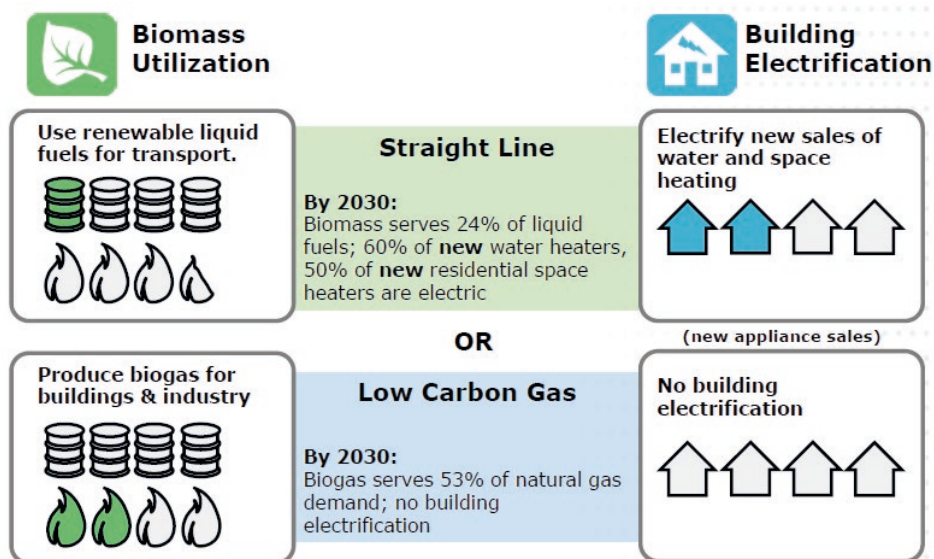 Biomass
Utilization
Building
Electrification
Use renewable liquid
fuels for transport.
Straight Line
By 2030:
Biomass serves 24% of liquid
fuels; 60% of new water heaters,
50% of new residential space
heaters are electric
Electrify new sales of
water and space
heating
OR
(new appliance sales)
Produce biogas for
buildings & industry
Low Carbon Gas
By 2030:
Biogas serves 53% of natural gas
demand; no building
electrification
No building
electrification